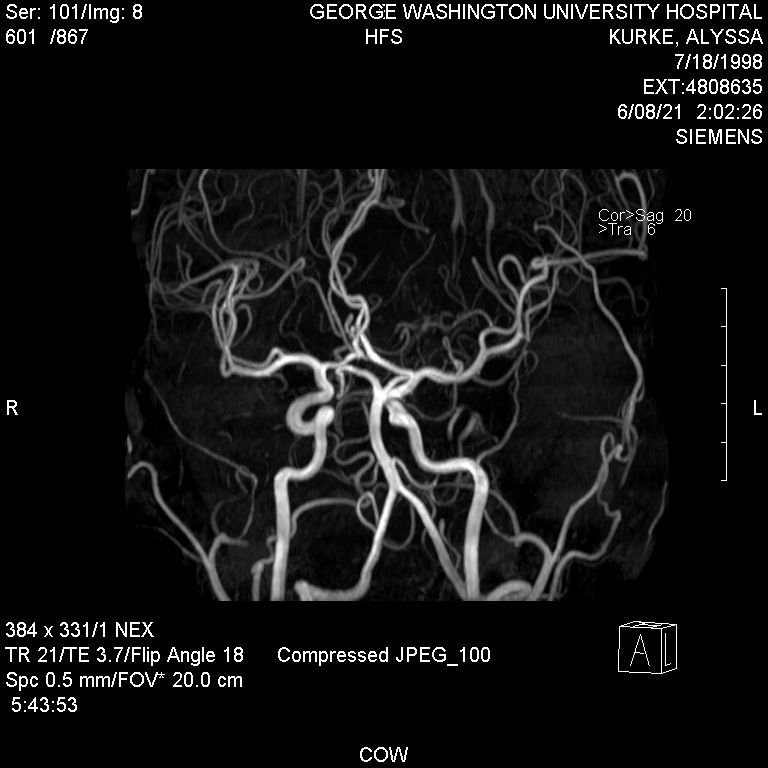 Ser: 101/Img: 8
GEORGE WASHINGTON UNIVERSITY HOSPITAL
601 /867
HFS
KURKE, ALYSSA
7/18/1998
EXT:4808635
6/08/21 2:02:26
SIEMENS
Cor>Sag 20
>Tra 6
R
L
384 x 331/1 NEX
TR 21/TE 3.7/Flip Angle 18
Compressed JPEG_100
Spc 0.5 mm/FOV* 20.0 cm
5:43:53
A
L
COW